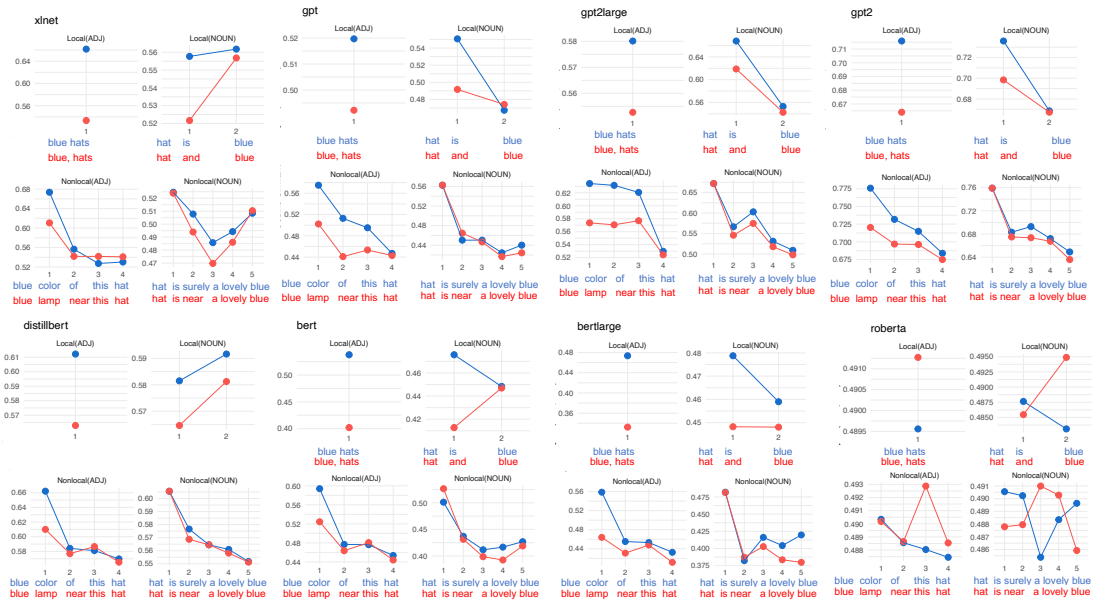 xlnet
Local(ADJ)
0.60
0.58
0.56
1
blue hats
blue, hats
Local(NOUN)
0.56
0.55
0.54
0.53
0.52
1 2
hat is blue
hat and blue
Nonlocal(ADJ)
0.68
0.64
0.60
0.56
0.52
1 2 3 4
blue color of this hat
blue lamp near this hat
Nonlocal(NOUN)
0.52
0.51
0.50
0.49
0.48
0.47
1 2 3 4 5
hat is surely a lovely blue
hat is near a lovely blue
gpt
Local(ADJ)
0.52
0.50
1
blue hats
blue, hats
Local(NOUN)
0.54
0.52
0.50
0.48
1 2
hat is blue
hat and blue
Nonlocal(ADJ)
0.56
0.52
0.48
0.44
1 2 3 4
blue color of this hat
blue lamp near this hat
Nonlocal(NOUN)
0.56
0.52
0.48
0.44
1 2 3 4 5
hat is surely a lovely blue
hat is near a lovely blue
gpt2large
Local(ADJ)
0.58
0.57
0.56
1
blue hats
blue, hats
Local(NOUN)
0.66
0.64
0.60
0.56
1 2
hat is blue
hat and blue
Nonlocal(ADJ)
0.62
0.60
0.58
0.56
0.54
0.52
1 2 3 4
blue color of this hat
blue lamp near this hat
Nonlocal(NOUN)
0.65
0.60
0.55
0.50
1 2 3 4 5
hat is surely a lovely blue
hat is near a lovely blue
gpt2
Local(ADJ)
0.71
0.70
0.69
0.68
0.67
1
blue hats
blue, hats
Local(NOUN)
0.72
0.70
0.68
1 2
hat is blue
hat and blue
Nonlocal(ADJ)
0.775
0.750
0.725
0.700
0.675
1 2 3 4
blue color of this hat
blue lamp near this hat
Nonlocal(NOUN)
0.76
0.72
0.68
0.64
1 2 3 4 5
hat is surely a lovely blue
hat is near a lovely blue
distillbert
Local(ADJ)
0.61
0.60
0.59
0.58
0.57
1
Local(NOUN)
0.59
0.58
0.57
1 2
Nonlocal(ADJ)
0.66
0.64
0.62
0.60
0.58
1 2 3 4
blue color of this hat
blue lamp near this hat
Nonlocal(NOUN)
0.60
0.59
0.58
0.57
0.56
0.55
1 2 3 4 5
hat is surely a lovely blue
hat is near a lovely blue
bert
Local(ADJ)
0.50
0.45
0.40
1
blue hats
blue, hats
Local(NOUN)
0.46
0.44
0.42
1 2
hat is blue
hat and blue
Nonlocal(ADJ)
0.60
0.56
0.52
0.48
0.44
1 2 3 4
blue color of this hat
blue lamp near this hat
Nonlocal(NOUN)
0.50
0.45
0.40
1 2 3 4 5
hat is surely a lovely blue
hat is near a lovely blue
bertlarge
Local(ADJ)
0.48
0.44
0.40
0.36
1
blue hats
blue, hats
Local(NOUN)
0.48
0.47
0.46
0.45
1 2
hat is blue
hat and blue
Nonlocal(ADJ)
0.56
0.52
0.48
0.44
1 2 3 4
blue color of this hat
blue lamp near this hat
Nonlocal(NOUN)
0.475
0.450
0.425
0.400
0.375
1 2 3 4 5
hat is surely a lovely blue
hat is near a lovely blue
roberta
Local(ADJ)
0.4910
0.4905
0.4900
0.4895
1
blue hats
blue, hats
Local(NOUN)
0.4950
0.4925
0.4900
0.4875
0.4850
1 2
hat is blue
hat and blue
Nonlocal(ADJ)
0.493
0.492
0.491
0.490
0.489
0.488
1 2 3 4
blue color of this hat
blue lamp near this hat
Nonlocal(NOUN)
0.491
0.490
0.489
0.488
0.487
0.486
1 2 3 4 5
hat is surely a lovely blue
hat is near a lovely blue